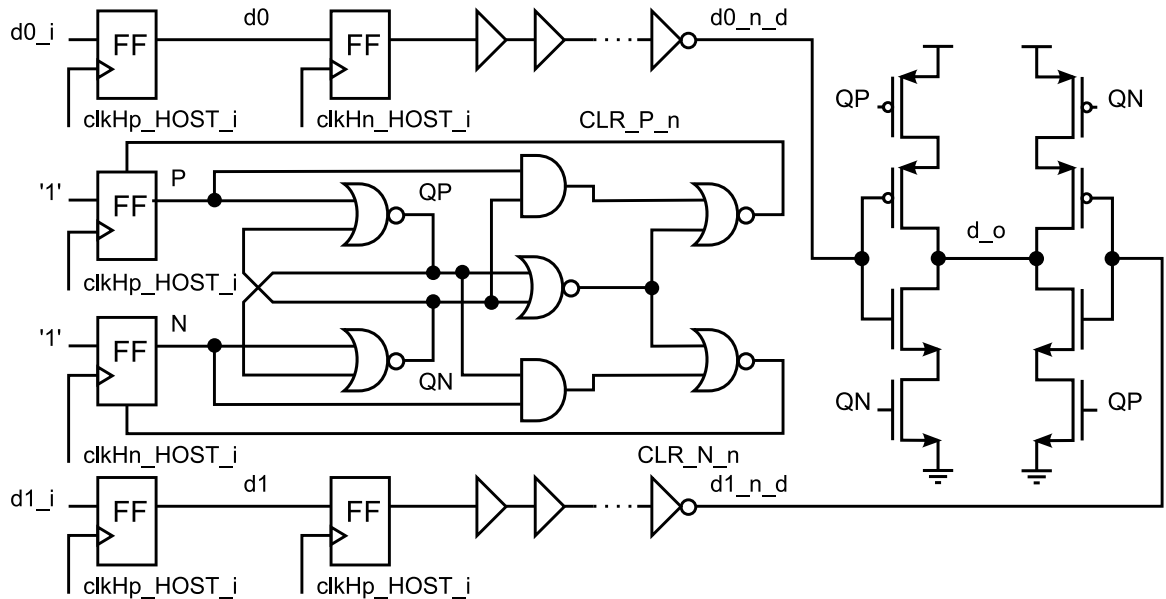 d0_i
FF
d0
FF
d0_n_d
clkHp_HOST_i
clkHn_HOST_i
CLR_P_n
QP
QN
'1'
FF
P
QP
clkHp_HOST_i
d_o
'1'
FF
N
QN
QN
QP
clkHn_HOST_i
CLR_N_n
d1_i
FF
d1
FF
d1_n_d
clkHp_HOST_i
clkHp_HOST_i